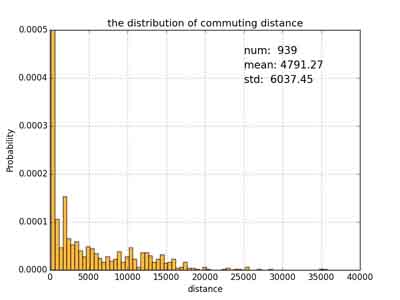 the distribution of commuting distance
0.0005
num: 939
mean: 4791.27
std: 6037.45
0.0004
0.0003
0.0002
0.0001
0.0000
Probability
0 5000 10000 15000 20000 25000 30000 35000 40000
distance